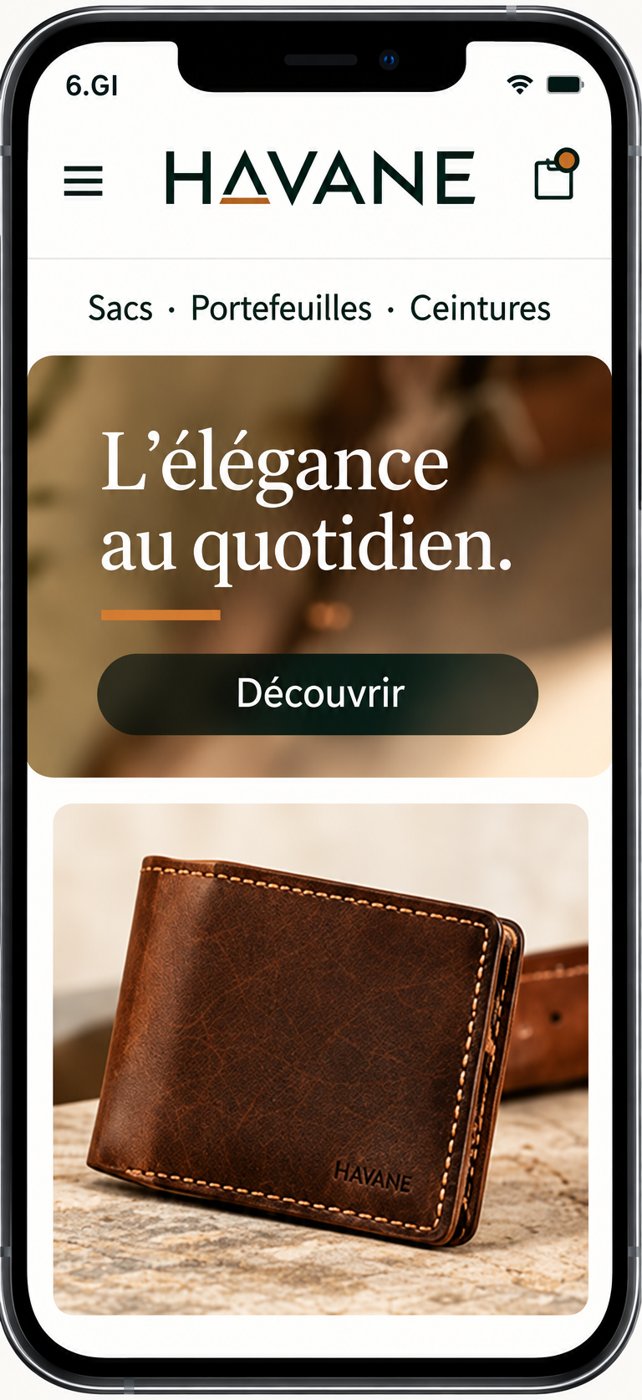 6.GI
HAVANE
Sacs · Portefeuilles · Ceintures
L’élégance
au quotidien.
Découvrir
HAVANE